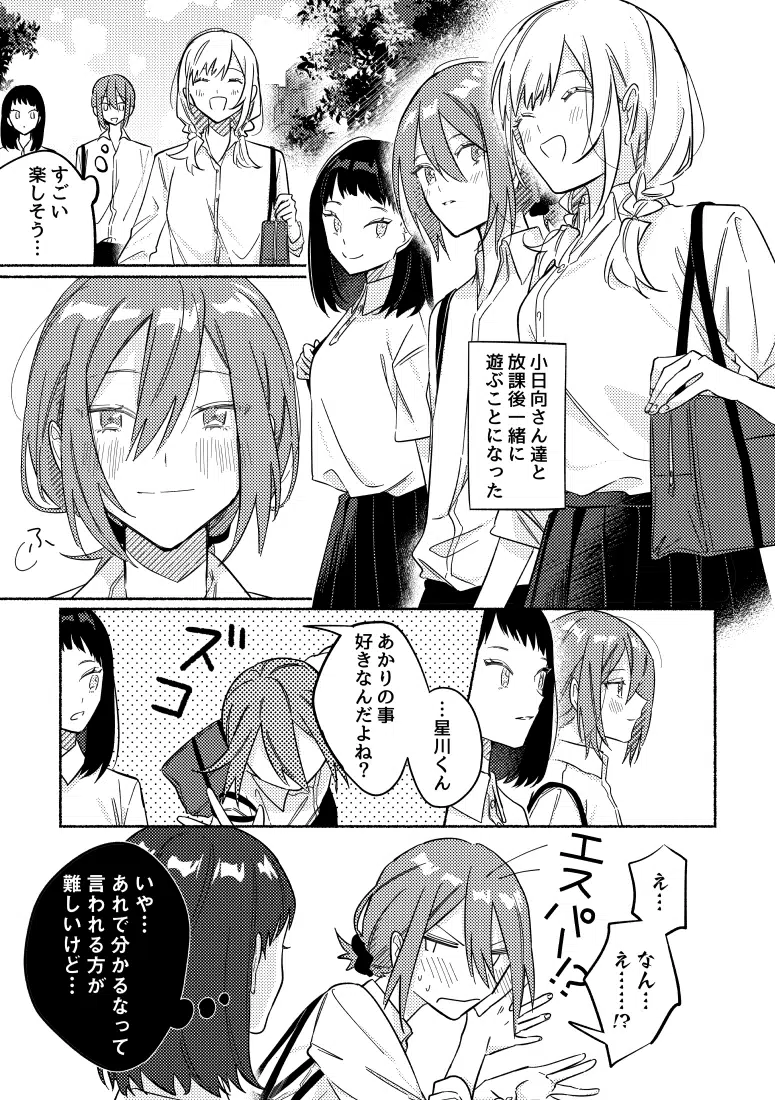 小日向さん達と
放課後一緒に
遊ぶことになった
すごい
楽しそう…
ふ
…星川くん
あかりの事
好きなんだよね？
ズコ
え…
なん…
え……!?
エスパー!?
いや…
あれで分かるなって
言われる方が
難しいけど…